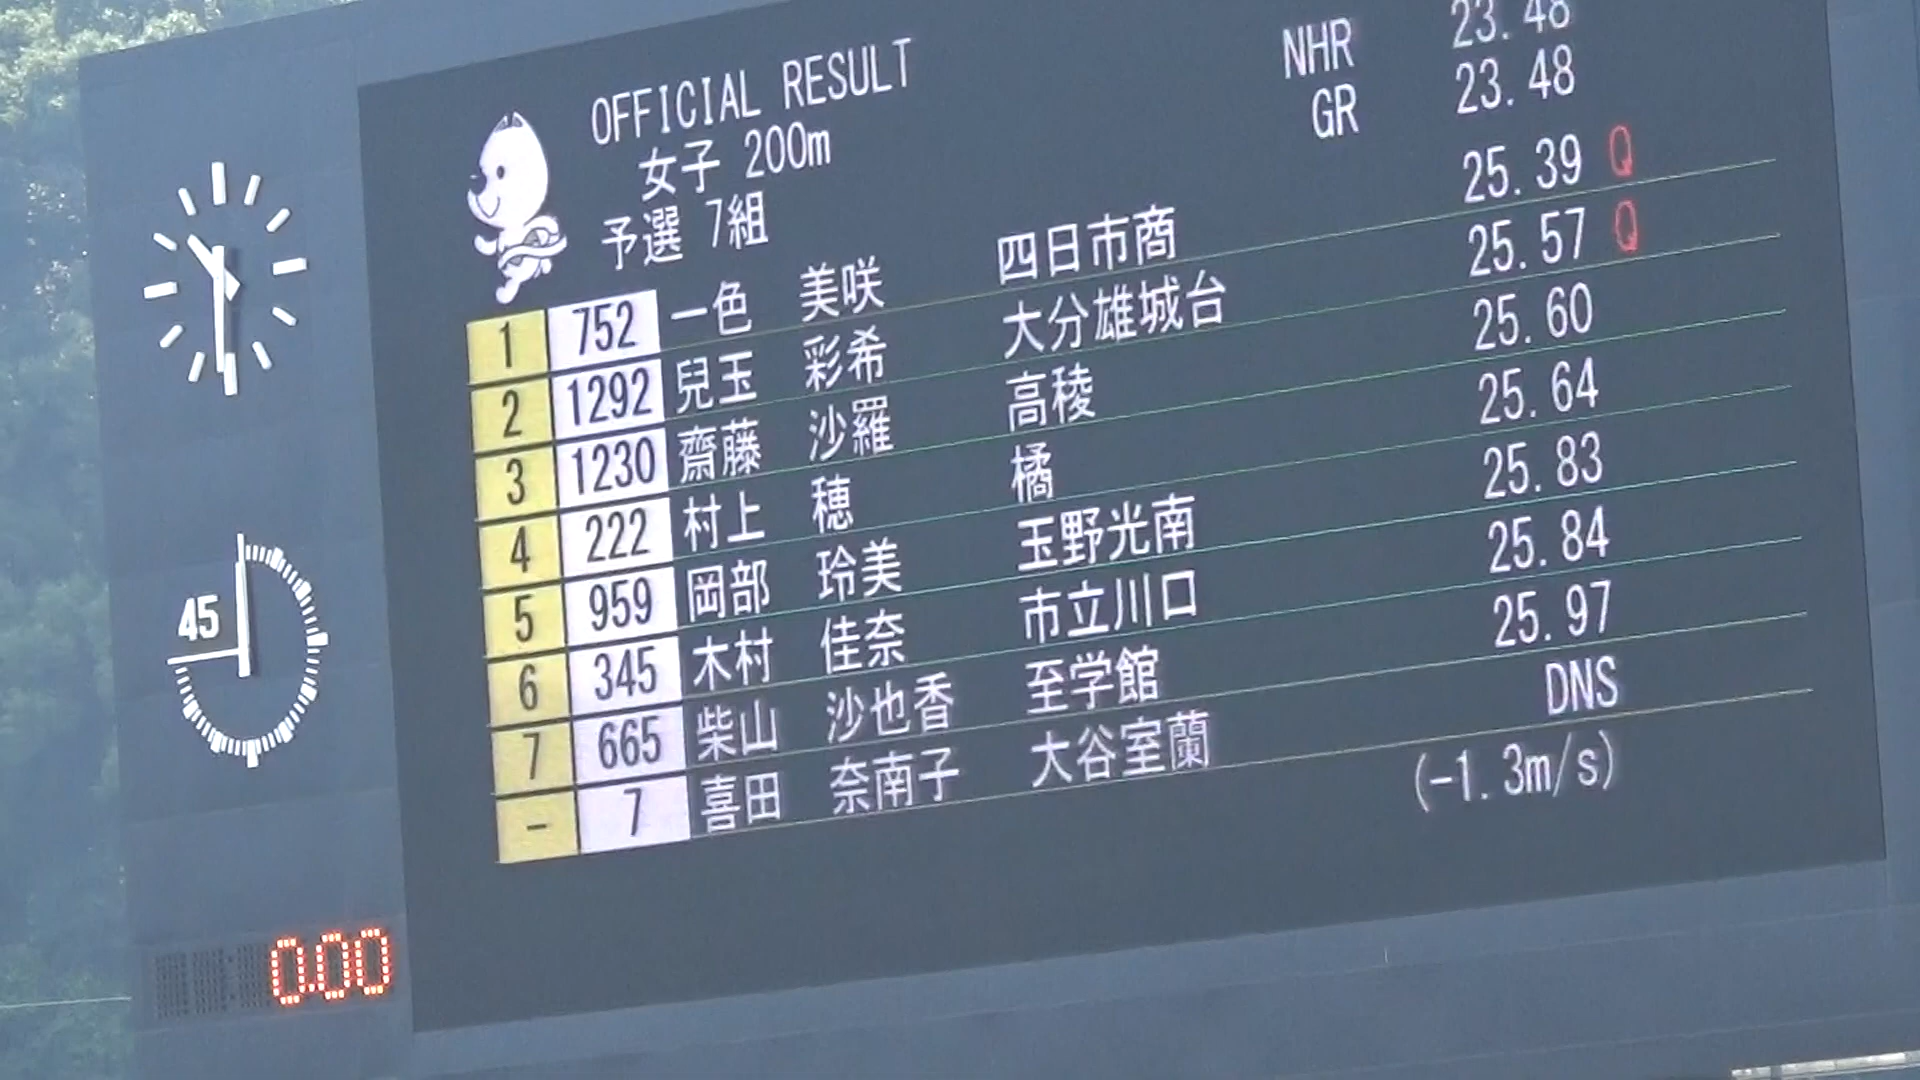 OFFICIAL RESULT
女子 200m
予選 7組
NHR 23.48
GR 23.48
1 752 一色 美咲 四日市商 25.39 Q
2 1292 兒玉 彩希 大分雄城台 25.57 Q
3 1230 齋藤 沙羅 高稜 25.60
4 222 村上 穂 橘 25.64
5 959 岡部 玲美 玉野光南 25.83
6 345 木村 佳奈 市立川口 25.84
7 665 柴山 沙也香 至学館 25.97
- 7 喜田 奈南子 大谷室蘭 DNS
(-1.3m/s)
45
0.00